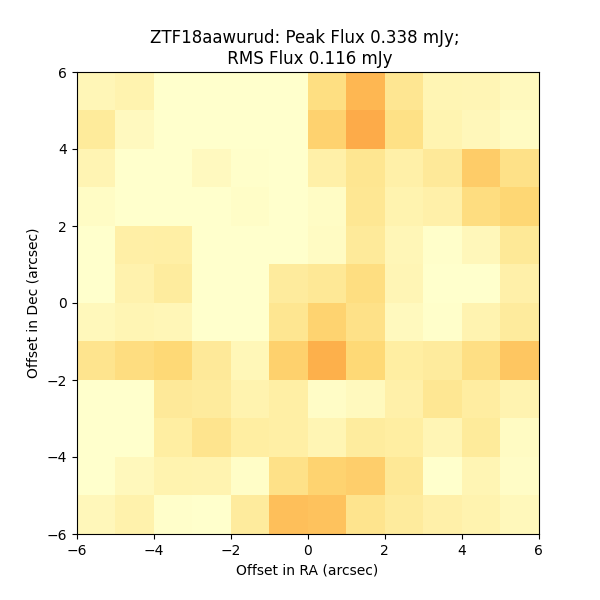 ZTF18aawurud: Peak Flux 0.338 mJy;
RMS Flux 0.116 mJy
6
4
2
0
−2
−4
−6
Offset in Dec (arcsec)
−6 −4 −2 0 2 4 6
Offset in RA (arcsec)